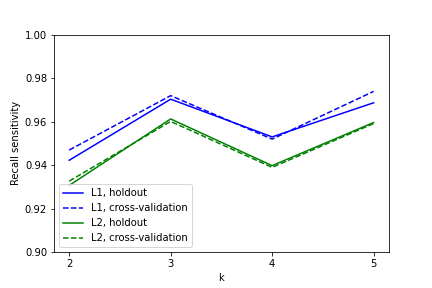 1.00
0.98
0.96
0.94
0.92
0.90
Recall sensitivity
L1, holdout
L1, cross-validation
L2, holdout
L2, cross-validation
2
3
4
5
k